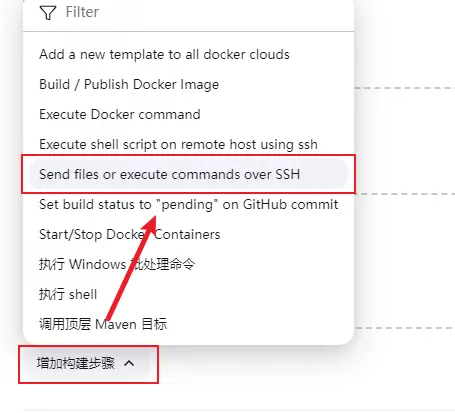 Filter
Add a new template to all docker clouds
Build / Publish Docker Image
Execute Docker command
Execute shell script on remote host using ssh
Send files or execute commands over SSH
Set build status to "pending" on GitHub commit
Start/Stop Docker Containers
执行 Windows 批处理命令
执行 shell
调用顶层 Maven 目标
增加构建步骤